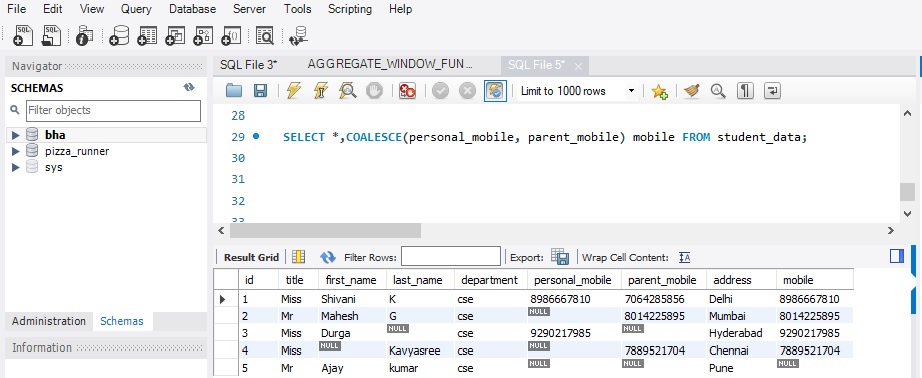 File Edit View Query Database Server Tools Scripting Help
Navigator
SCHEMAS
Filter objects
bha
pizza_runner
sys
Administration Schemas
Information
SQL File 3* AGGREGATE_WINDOW_FUN... SQL File 5*
Limit to 1000 rows
28
29 SELECT *,COALESCE(personal_mobile, parent_mobile) mobile FROM student_data;
30
31
32
33
Result Grid Filter Rows: Export: Wrap Cell Content:
id title first_name last_name department personal_mobile parent_mobile address mobile
1 Miss Shivani K cse 8986667810 7064285856 Delhi 8986667810
2 Mr Mahesh G cse NULL 8014225895 Mumbai 8014225895
3 Miss Durga NULL cse 9290217985 NULL Hyderabad 9290217985
4 Miss NULL Kavyasree cse NULL 7889521704 Chennai 7889521704
5 Mr Ajay kumar cse NULL NULL Pune NULL